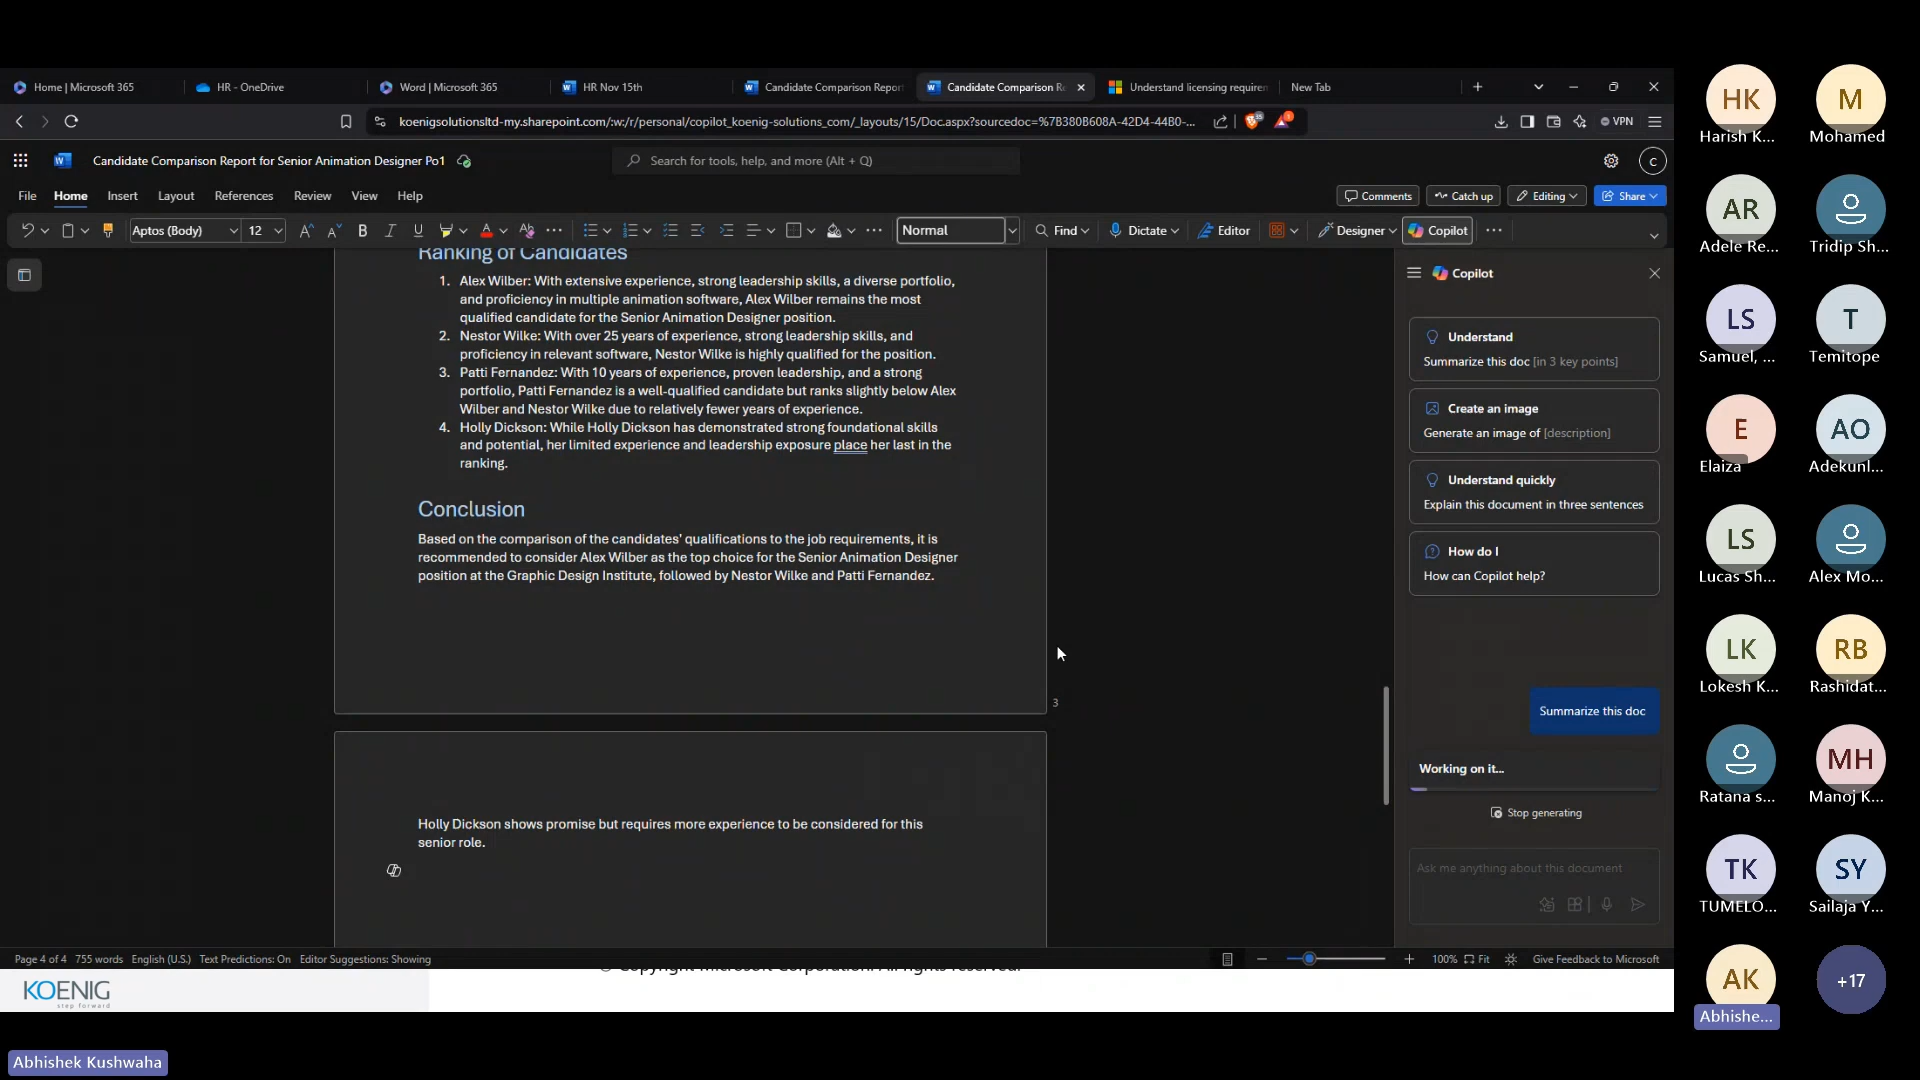 Home | Microsoft 365
HR - OneDrive
Word | Microsoft 365
HR Nov 15th
Candidate Comparison Report
Candidate Comparison Re
Understand licensing requirem
New Tab
koenigsolutionsltd-my.sharepoint.com/:w:/r/personal/copilot_koenig-solutions_com/_layouts/15/Doc.aspx?sourcedoc=%7B380B608A-42D4-44B0-...
VPN
Candidate Comparison Report for Senior Animation Designer Po1
Search for tools, help, and more (Alt + Q)
C
File Home Insert Layout References Review View Help
Comments Catch up Editing Share
Aptos (Body) 12 B I U A Normal Find Dictate Editor Designer Copilot
Ranking of Candidates
1. Alex Wilber: With extensive experience, strong leadership skills, a diverse portfolio,
and proficiency in multiple animation software, Alex Wilber remains the most
qualified candidate for the Senior Animation Designer position.
2. Nestor Wilke: With over 25 years of experience, strong leadership skills, and
proficiency in relevant software, Nestor Wilke is highly qualified for the position.
3. Patti Fernandez: With 10 years of experience, proven leadership, and a strong
portfolio, Patti Fernandez is a well-qualified candidate but ranks slightly below Alex
Wilber and Nestor Wilke due to relatively fewer years of experience.
4. Holly Dickson: While Holly Dickson has demonstrated strong foundational skills
and potential, her limited experience and leadership exposure place her last in the
ranking.
Conclusion
Based on the comparison of the candidates' qualifications to the job requirements, it is
recommended to consider Alex Wilber as the top choice for the Senior Animation Designer
position at the Graphic Design Institute, followed by Nestor Wilke and Patti Fernandez.
3
Holly Dickson shows promise but requires more experience to be considered for this
senior role.
Copilot
Understand
Summarize this doc [in 3 key points]
Create an image
Generate an image of [description]
Understand quickly
Explain this document in three sentences
How do I
How can Copilot help?
Summarize this doc
Working on it...
Stop generating
Ask me anything about this document
Page 4 of 4 755 words English (U.S.) Text Predictions: On Editor Suggestions: Showing
100% Fit Give Feedback to Microsoft
© Copyright Microsoft Corporation. All rights reserved.
KOENIG
step forward
Abhishek Kushwaha
HK M
Harish K... Mohamed
AR
Adele Re... Tridip Sh...
LS T
Samuel, ... Temitope
E AO
Elaiza Adekunl...
LS
Lucas Sh... Alex Mo...
LK RB
Lokesh K... Rashidat...
MH
Ratana s... Manoj K...
TK SY
TUMELO... Sailaja Y...
AK +17
Abhishe...